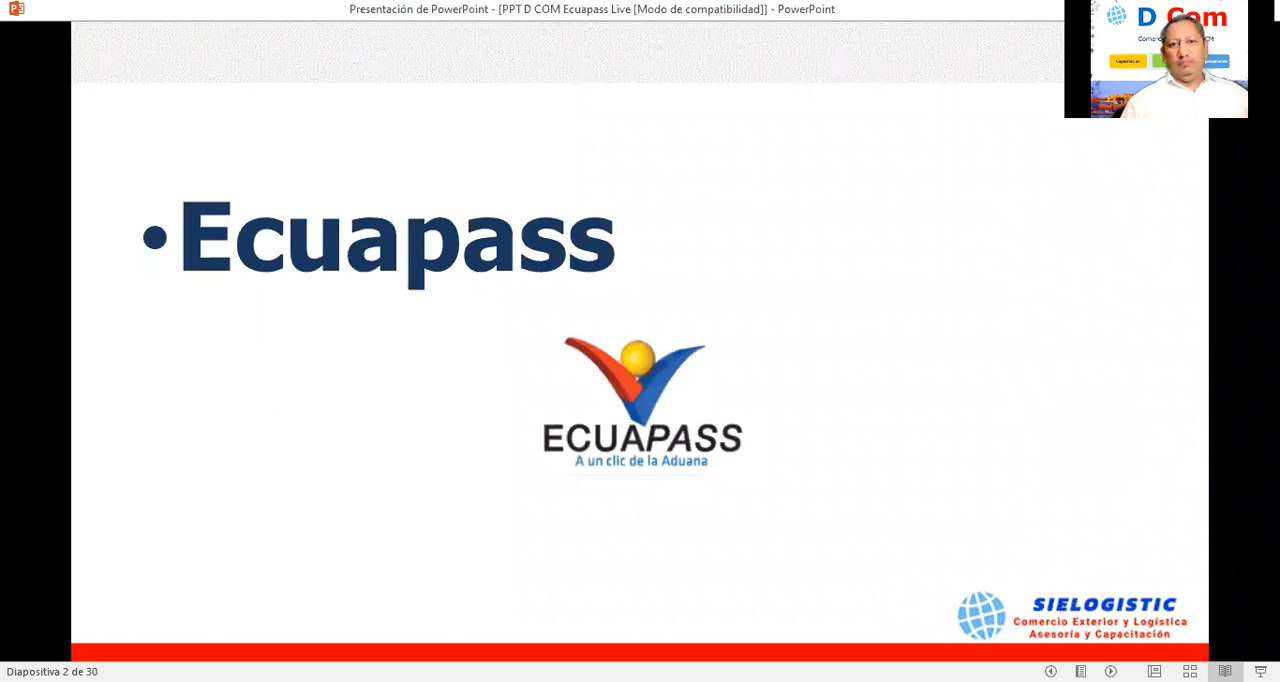 Presentación de PowerPoint - [PPT D COM Ecuapass Live [Modo de compatibilidad]] - PowerPoint
D Com
Capacitación
•Ecuapass
ECUAPASS
A un clic de la Aduana
SIELOGISTIC
Comercio Exterior y Logística
Asesoría y Capacitación
Diapositiva 2 de 30